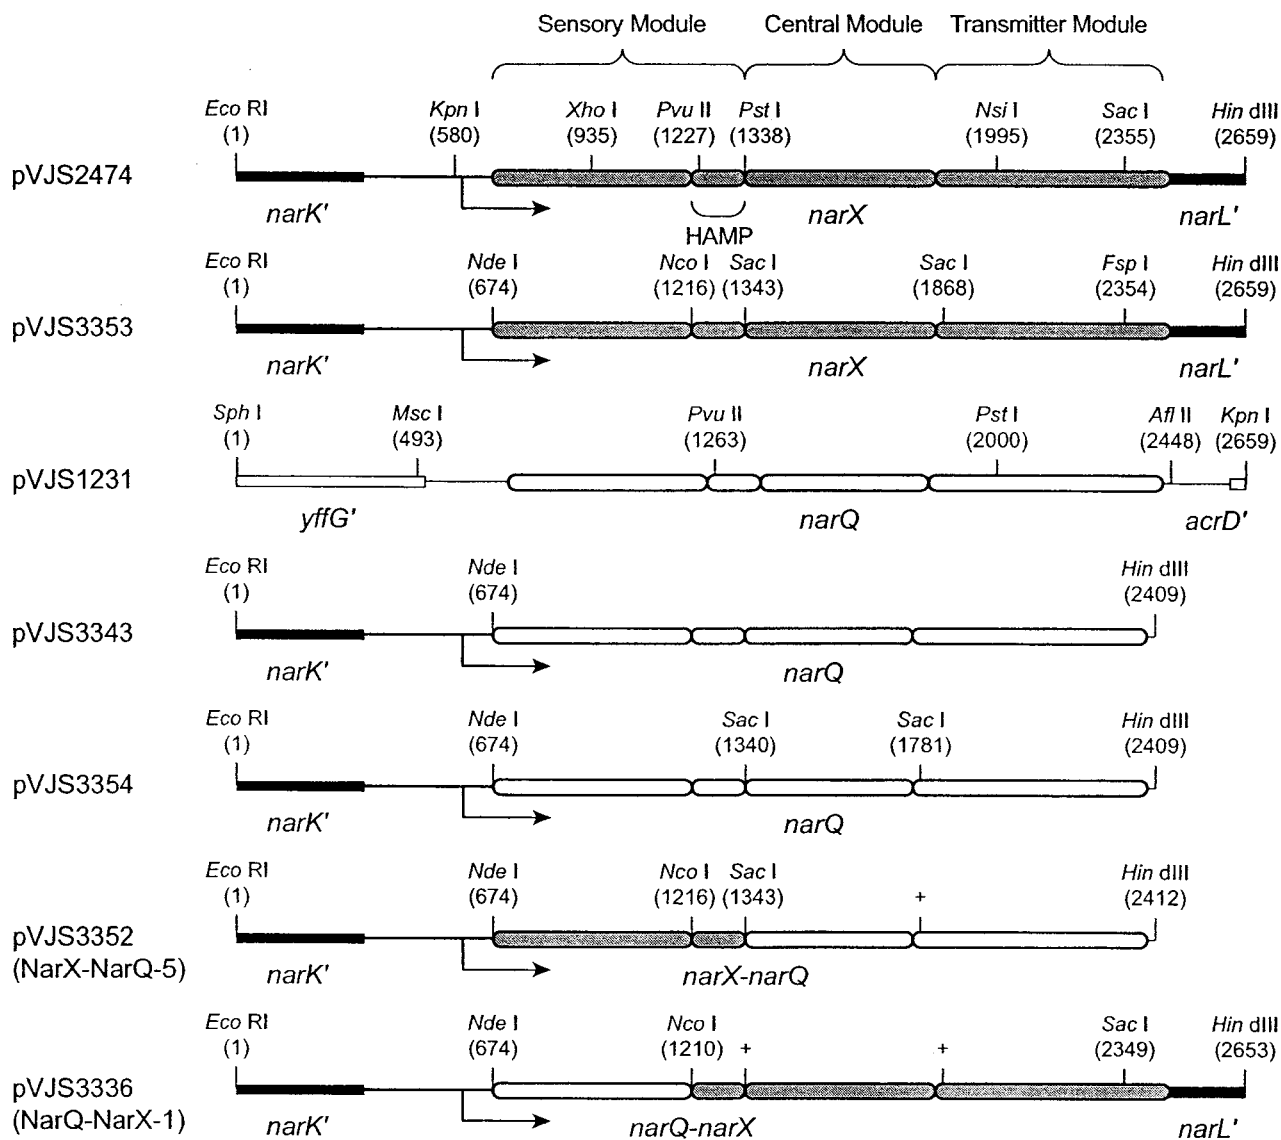 Sensory Module Central Module Transmitter Module
Eco RI Kpn I Xho I Pvu II Pst I Nsi I Sac I Hin dIII
(1) (580) (935) (1227) (1338) (1995) (2355) (2659)
pVJS2474
narK' narX narL'
HAMP
Eco RI Nde I Nco I Sac I Sac I Fsp I Hin dIII
(1) (674) (1216) (1343) (1868) (2354) (2659)
pVJS3353
narK' narX narL'
Sph I Msc I Pvu II Pst I Afl II Kpn I
(1) (493) (1263) (2000) (2448) (2659)
pVJS1231
yffG' narQ acrD'
Eco RI Nde I Hin dIII
(1) (674) (2409)
pVJS3343
narK' narQ
Eco RI Nde I Sac I Sac I Hin dIII
(1) (674) (1340) (1781) (2409)
pVJS3354
narK' narQ
Eco RI Nde I Nco I Sac I Hin dIII
(1) (674) (1216) (1343) + (2412)
pVJS3352
(NarX-NarQ-5)
narK' narX-narQ
Eco RI Nde I Nco I Sac I Hin dIII
(1) (674) (1210) + + (2349) (2653)
pVJS3336
(NarQ-NarX-1)
narK' narQ-narX narL'